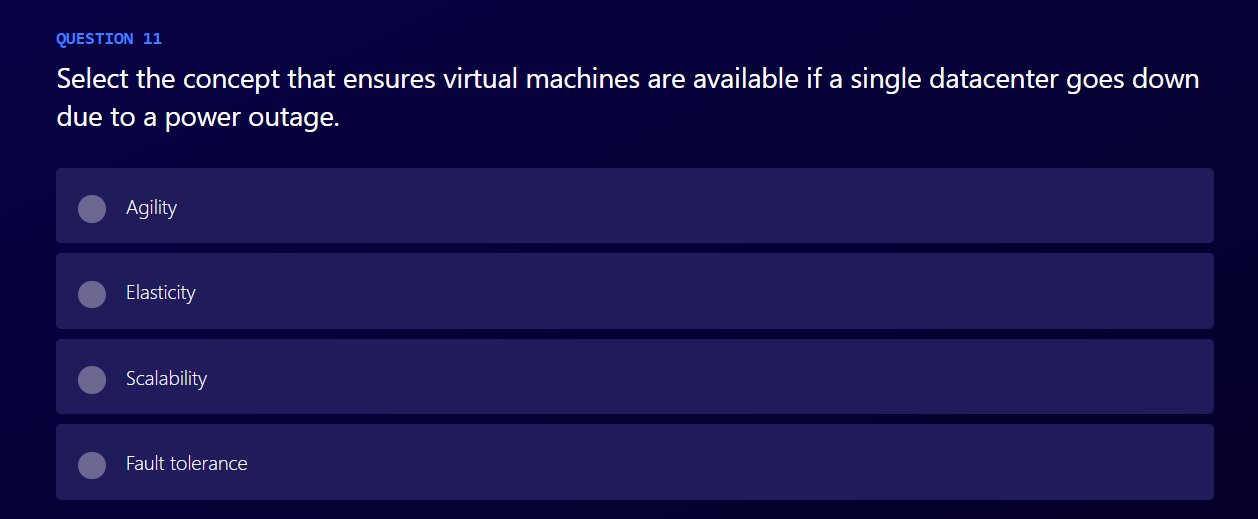 QUESTION 11
Select the concept that ensures virtual machines are available if a single datacenter goes down
due to a power outage.
Agility
Elasticity
Scalability
Fault tolerance